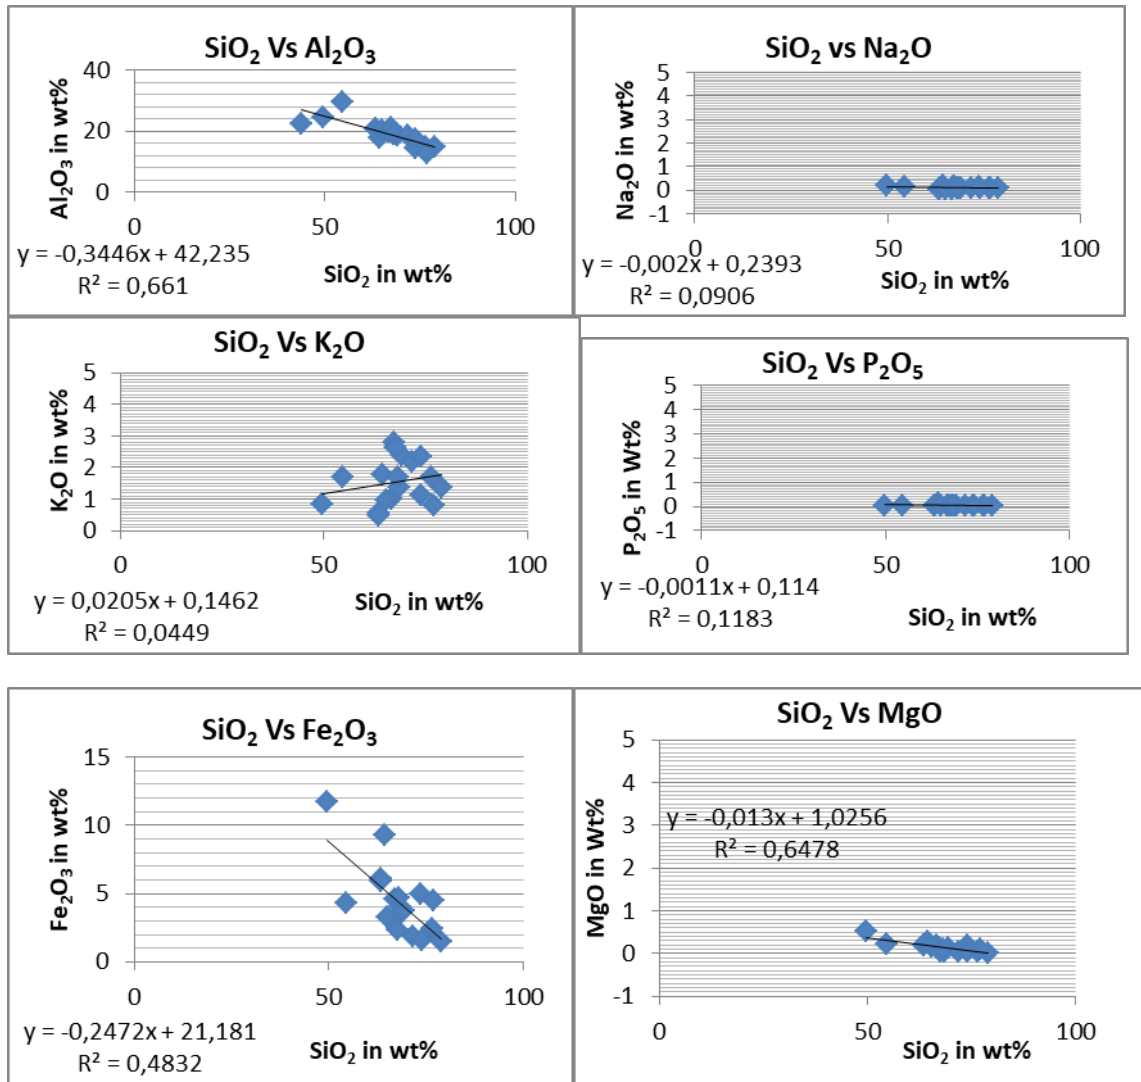 SiO₂ Vs Al₂O₃
Al₂O₃ in wt%
40
20
0
0
50
100
y = -0,3446x + 42,235
R² = 0,661
SiO₂ in wt%
SiO₂ vs Na₂O
Na₂O in wt%
5
4
3
2
1
0
-1
0
50
100
y = -0,002x + 0,2393
R² = 0,0906
SiO₂ in wt%
SiO₂ Vs K₂O
K₂O in wt%
5
4
3
2
1
0
0
50
100
y = 0,0205x + 0,1462
R² = 0,0449
SiO₂ in wt%
SiO₂ Vs P₂O₅
P₂O₅ in Wt%
5
4
3
2
1
0
-1
0
50
100
y = -0,0011x + 0,114
R² = 0,1183
SiO₂ in wt%
SiO₂ Vs Fe₂O₃
Fe₂O₃ in wt%
15
10
5
0
0
50
100
y = -0,2472x + 21,181
R² = 0,4832
SiO₂ in wt%
SiO₂ Vs MgO
MgO in Wt%
5
4
3
2
1
0
-1
y = -0,013x + 1,0256
R² = 0,6478
0
50
100
SiO₂ in wt%